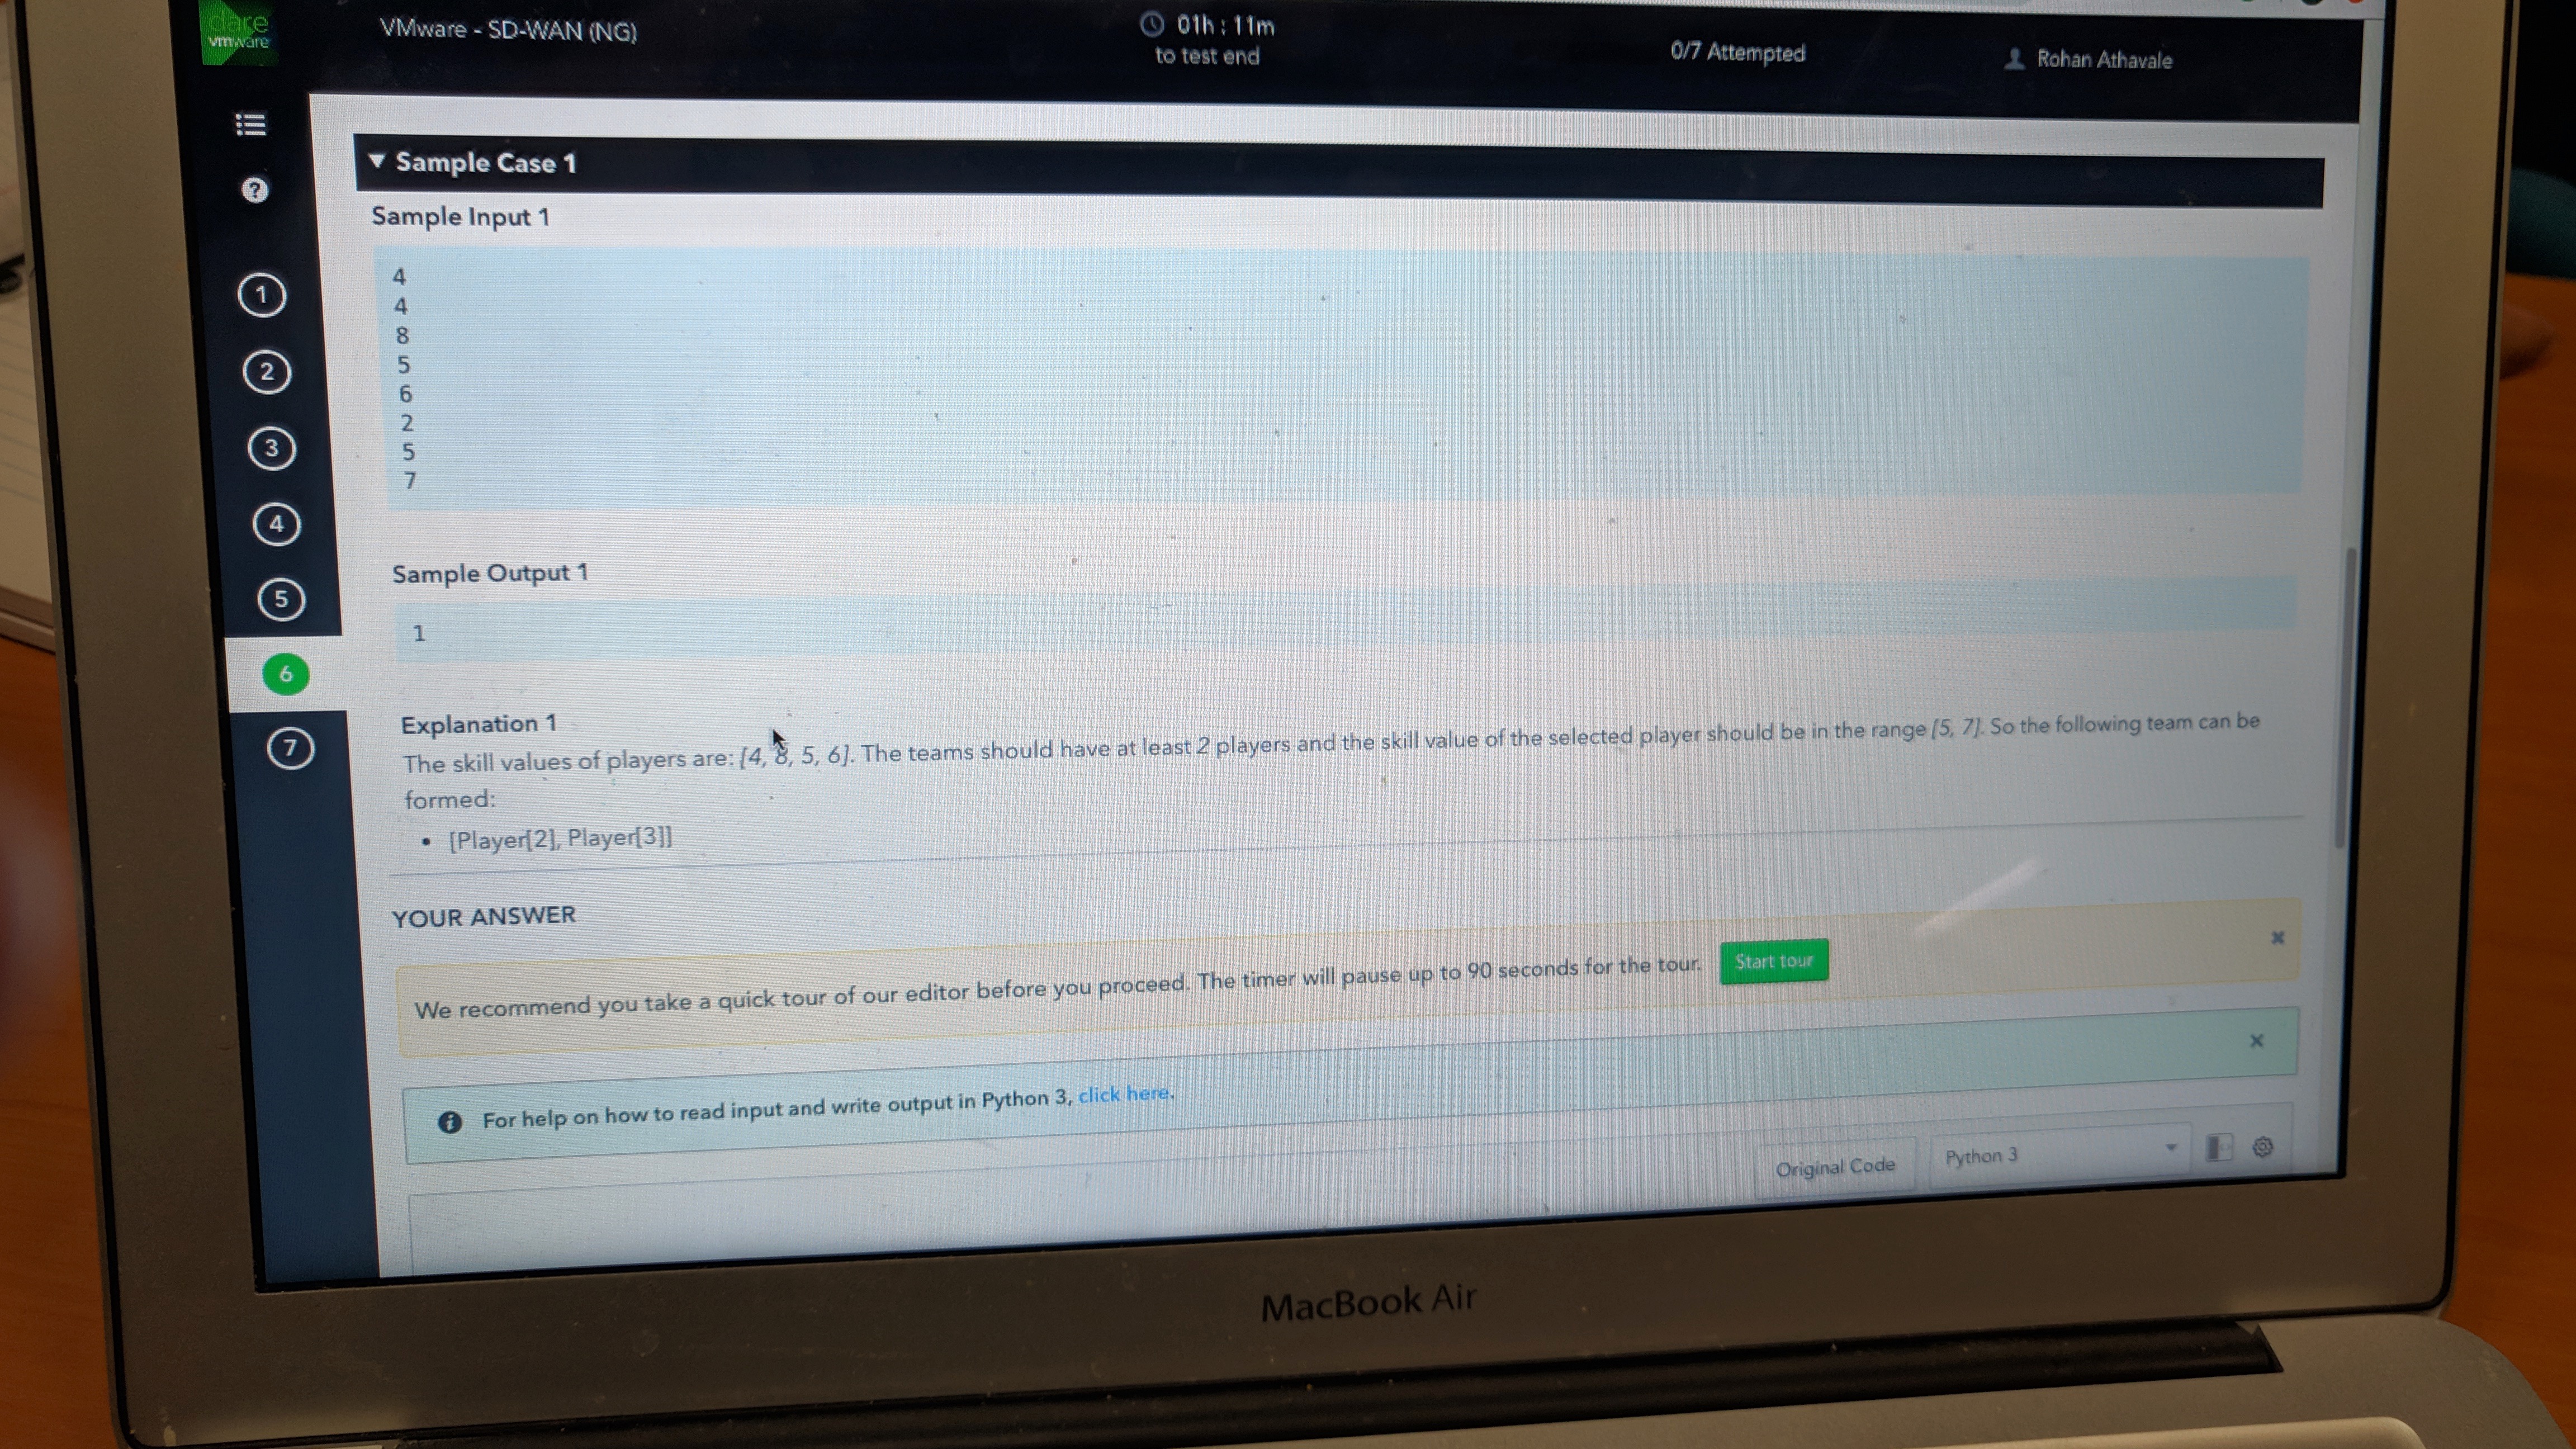 dare
vmware
VMware - SD-WAN (NG)
01h : 11m
to test end
0/7 Attempted
Rohan Athavale
?
▼ Sample Case 1
Sample Input 1
4
4
8
5
6
2
5
7
1
2
3
4
5
6
7
Sample Output 1
1
Explanation 1
The skill values of players are: [4, 8, 5, 6]. The teams should have at least 2 players and the skill value of the selected player should be in the range [5, 7]. So the following team can be
formed:
• [Player[2], Player[3]]
YOUR ANSWER
We recommend you take a quick tour of our editor before you proceed. The timer will pause up to 90 seconds for the tour. Start tour
For help on how to read input and write output in Python 3, click here.
Original Code
Python 3
MacBook Air